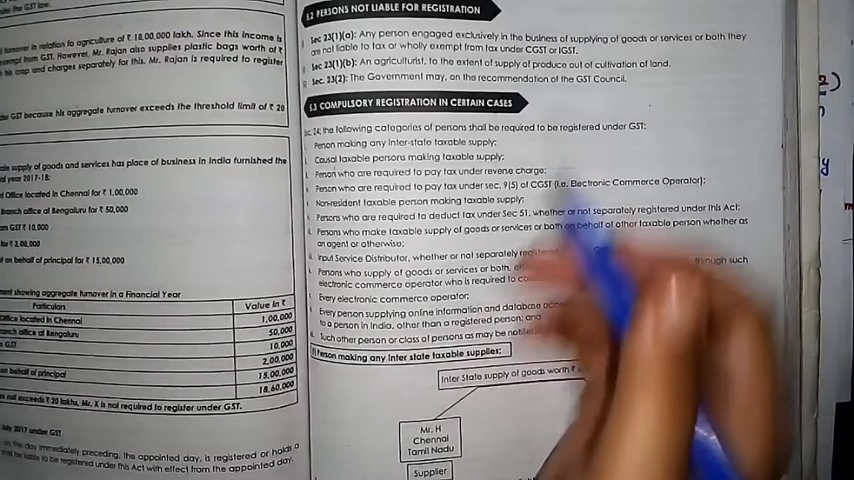 der the GST law.
turnover in relation to agriculture of ₹ 18,00,000 lakh. Since this income is
exempt from GST. However, Mr. Rajan also supplies plastic bags worth of ₹
his crop and charges separately for this. Mr. Rajan is required to register
GST because his aggregate turnover exceeds the threshold limit of ₹ 20
supply of goods and services has place of business in India furnished the
year 2017-18:
Office located in Chennai for ₹ 1,00,000
Branch office at Bengaluru for ₹ 50,000
GST ₹ 10,000
for ₹ 2,00,000
on behalf of principal for ₹ 15,00,000
showing aggregate turnover in a Financial Year
Particulars Value in ₹
Office located in Chennai 1,00,000
office at Bengaluru 50,000
GST 10,000
2,00,000
behalf of principal 15,00,000
18,60,000
not exceeds ₹ 20 lakhs, Mr. X is not required to register under GST.
July 2017 under GST
on the day immediately preceding, the appointed day, is registered or holds a
will be liable to be registered under this Act with effect from the appointed day
5.2 PERSONS NOT LIABLE FOR REGISTRATION
Sec 23(1)(a): Any person engaged exclusively in the business of supplying of goods or services or both they
are not liable to tax or wholly exempt from tax under CGST or IGST.
Sec 23(1)(b): An agriculturist, to the extent of supply of produce out of cultivation of land.
Sec. 23(2): The Government may, on the recommendation of the GST Council.
5.3 COMPULSORY REGISTRATION IN CERTAIN CASES
Sec 24: the following categories of persons shall be required to be registered under GST:
Person making any inter-state taxable supply;
Causal taxable persons making taxable supply;
Person who are required to pay tax under reverse charge;
Person who are required to pay tax under sec. 9(5) of CGST (i.e. Electronic Commerce Operator);
Non-resident taxable person making taxable supply;
Persons who are required to deduct tax under Sec 51, whether or not separately registered under this Act;
Persons who make taxable supply of goods or services or both on behalf of other taxable person whether as
an agent or otherwise;
Input Service Distributor, whether or not separately
Persons who supply of goods or services or both, through such
electronic commerce operator who is required to
Every electronic commerce operator;
Every person supplying online information and database
to a person in India, other than a registered person; and
Such other person or class of persons as may be
Person making any Inter state taxable supplies:
Inter State supply of goods worth ₹
Mr. H
Chennai
Tamil Nadu
Supplier